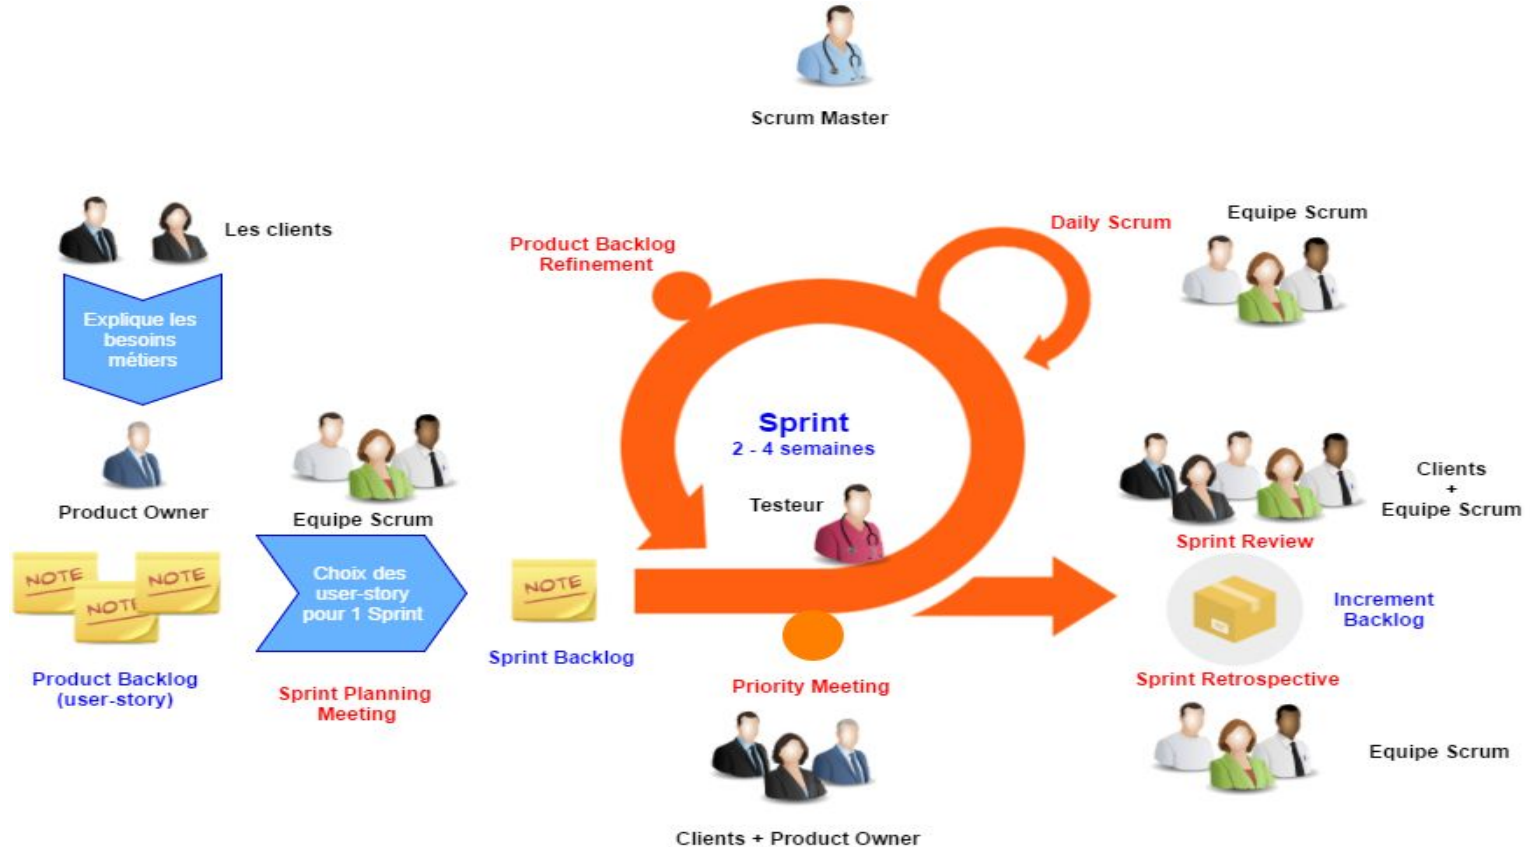 Scrum Master
Les clients
Explique les
besoins
métiers
Product Owner
NOTE
NOTE
NOTE
Product Backlog
(user-story)
Equipe Scrum
Choix des
user-story
pour 1 Sprint
Sprint Planning
Meeting
NOTE
Sprint Backlog
Product Backlog
Refinement
Daily Scrum
Equipe Scrum
Sprint
2 - 4 semaines
Testeur
Priority Meeting
Clients + Product Owner
Clients
+
Equipe Scrum
Sprint Review
Increment
Backlog
Sprint Retrospective
Equipe Scrum